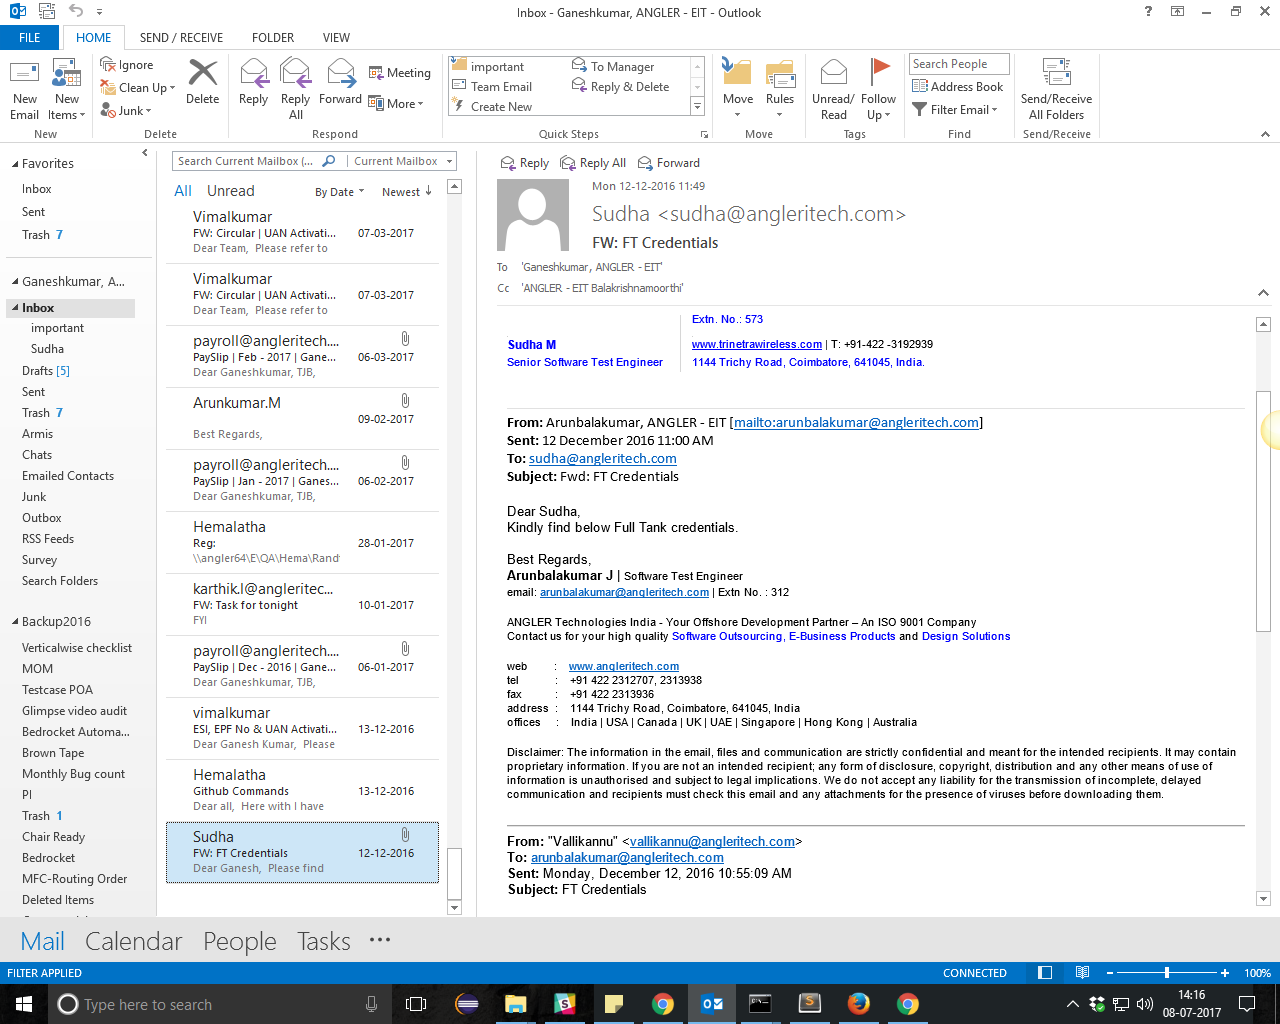 Inbox - Ganeshkumar, ANGLER - EIT - Outlook
FILE HOME SEND / RECEIVE FOLDER VIEW
New Email
New Items
New
Ignore
Clean Up
Junk
Delete
Delete
Reply
Reply All
Forward
Meeting
More
Respond
important
Team Email
Create New
To Manager
Reply & Delete
Quick Steps
Move
Rules
Move
Unread/ Read
Follow Up
Tags
Search People
Address Book
Filter Email
Find
Send/Receive All Folders
Send/Receive
Favorites
Inbox
Sent
Trash 7
Ganeshkumar, A...
Inbox
important
Sudha
Drafts [5]
Sent
Trash 7
Armis
Chats
Emailed Contacts
Junk
Outbox
RSS Feeds
Survey
Search Folders
Backup2016
Verticalwise checklist
MOM
Testcase POA
Glimpse video audit
Bedrocket Automa...
Brown Tape
Monthly Bug count
PI
Trash 1
Chair Ready
Bedrocket
MFC-Routing Order
Deleted Items
Search Current Mailbox (... Current Mailbox
All Unread By Date Newest
Vimalkumar
FW: Circular | UAN Activati... 07-03-2017
Dear Team, Please refer to
Vimalkumar
FW: Circular | UAN Activati... 07-03-2017
Dear Team, Please refer to
payroll@angleritech....
PaySlip | Feb - 2017 | Gane... 06-03-2017
Dear Ganeshkumar, TJB,
Arunkumar.M
09-02-2017
Best Regards,
payroll@angleritech....
PaySlip | Jan - 2017 | Ganes... 06-02-2017
Dear Ganeshkumar, TJB,
Hemalatha
Reg: 28-01-2017
\\angler64\E\QA\Hema\Rand
karthik.l@angleritec...
FW: Task for tonight 10-01-2017
FYI
payroll@angleritech....
PaySlip | Dec - 2016 | Gane... 06-01-2017
Dear Ganeshkumar, TJB,
vimalkumar
ESI, EPF No & UAN Activati... 13-12-2016
Dear Ganesh Kumar, Please
Hemalatha
Github Commands 13-12-2016
Dear all, Here with I have
Sudha
FW: FT Credentials 12-12-2016
Dear Ganesh, Please find
Reply Reply All Forward
Mon 12-12-2016 11:49
Sudha <sudha@angleritech.com>
FW: FT Credentials
To 'Ganeshkumar, ANGLER - EIT'
Cc 'ANGLER - EIT Balakrishnamoorthi'
Extn. No.: 573
Sudha M www.trinetrawireless.com | T: +91-422 -3192939
Senior Software Test Engineer 1144 Trichy Road, Coimbatore, 641045, India.
From: Arunbalakumar, ANGLER - EIT [mailto:arunbalakumar@angleritech.com]
Sent: 12 December 2016 11:00 AM
To: sudha@angleritech.com
Subject: Fwd: FT Credentials
Dear Sudha,
Kindly find below Full Tank credentials.
Best Regards,
Arunbalakumar J | Software Test Engineer
email: arunbalakumar@angleritech.com | Extn No. : 312
ANGLER Technologies India - Your Offshore Development Partner – An ISO 9001 Company
Contact us for your high quality Software Outsourcing, E-Business Products and Design Solutions
web : www.angleritech.com
tel : +91 422 2312707, 2313938
fax : +91 422 2313936
address : 1144 Trichy Road, Coimbatore, 641045, India
offices : India | USA | Canada | UK | UAE | Singapore | Hong Kong | Australia
Disclaimer: The information in the email, files and communication are strictly confidential and meant for the intended recipients. It may contain
proprietary information. If you are not an intended recipient; any form of disclosure, copyright, distribution and any other means of use of
information is unauthorised and subject to legal implications. We do not accept any liability for the transmission of incomplete, delayed
communication and recipients must check this email and any attachments for the presence of viruses before downloading them.
From: "Vallikannu" <vallikannu@angleritech.com>
To: arunbalakumar@angleritech.com
Sent: Monday, December 12, 2016 10:55:09 AM
Subject: FT Credentials
Mail Calendar People Tasks ···
FILTER APPLIED CONNECTED 100%
Type here to search
14:16
08-07-2017